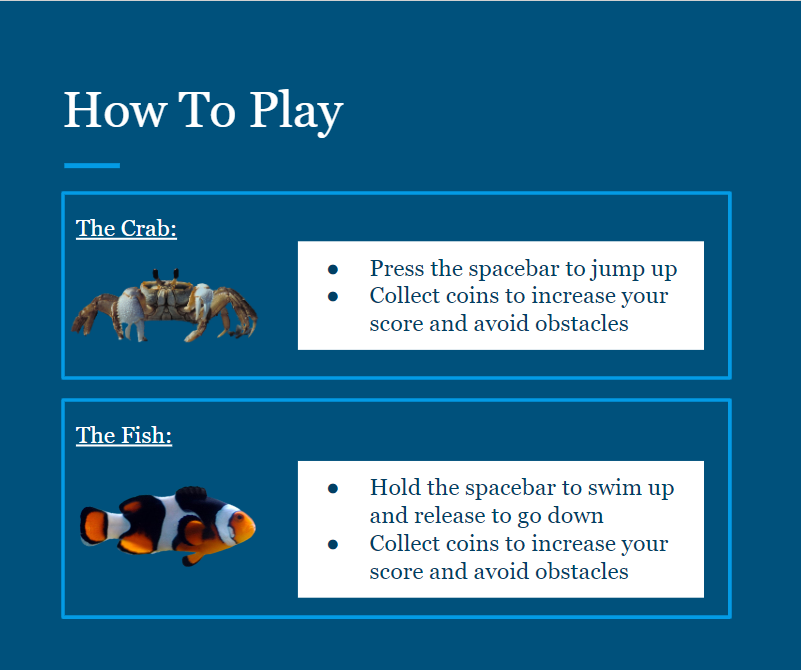 How To Play
The Crab:
● Press the spacebar to jump up
● Collect coins to increase your
score and avoid obstacles
The Fish:
● Hold the spacebar to swim up
and release to go down
● Collect coins to increase your
score and avoid obstacles